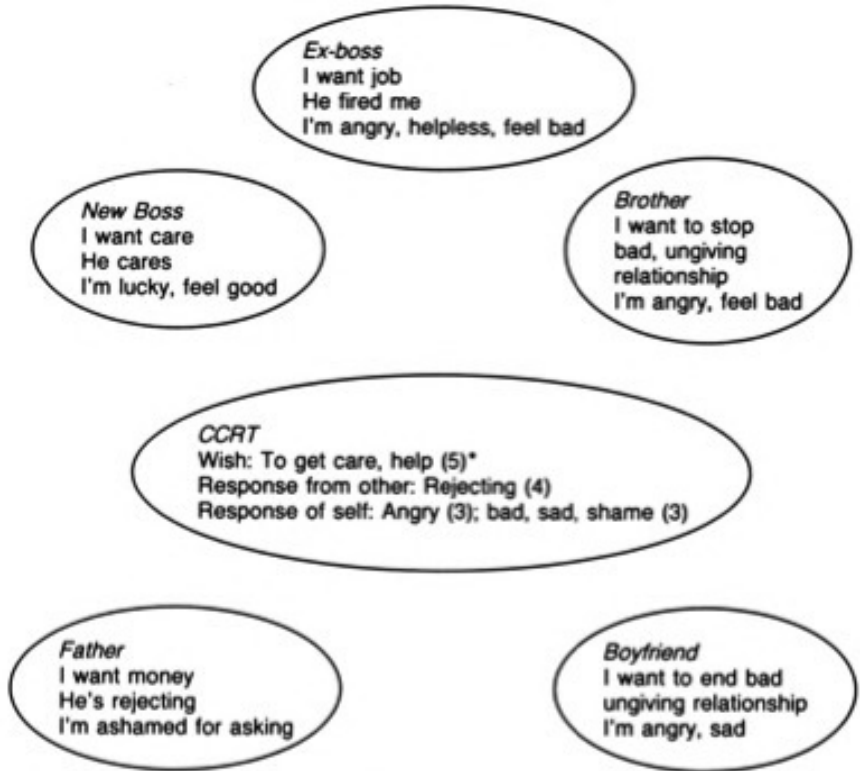 Ex-boss
I want job
He fired me
I'm angry, helpless, feel bad
New Boss
I want care
He cares
I'm lucky, feel good
Brother
I want to stop
bad, ungiving
relationship
I'm angry, feel bad
CCRT
Wish: To get care, help (5)*
Response from other: Rejecting (4)
Response of self: Angry (3); bad, sad, shame (3)
Father
I want money
He's rejecting
I'm ashamed for asking
Boyfriend
I want to end bad
ungiving relationship
I'm angry, sad